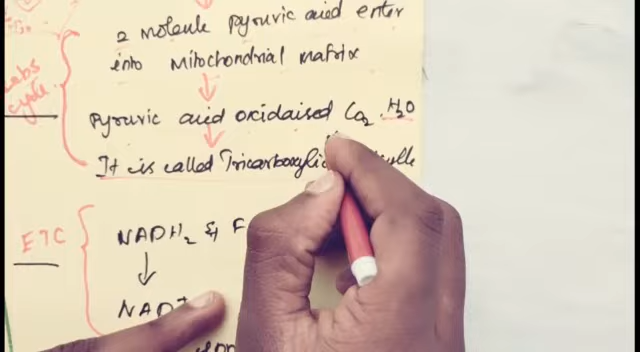 2 molecule pyruvic acid enter
into Mitochondrial matrix
Pyruvic acid oxidaised Co2 H2O
It is called Tricarboxylic
cycle
ETC
NADH2 &
NAD